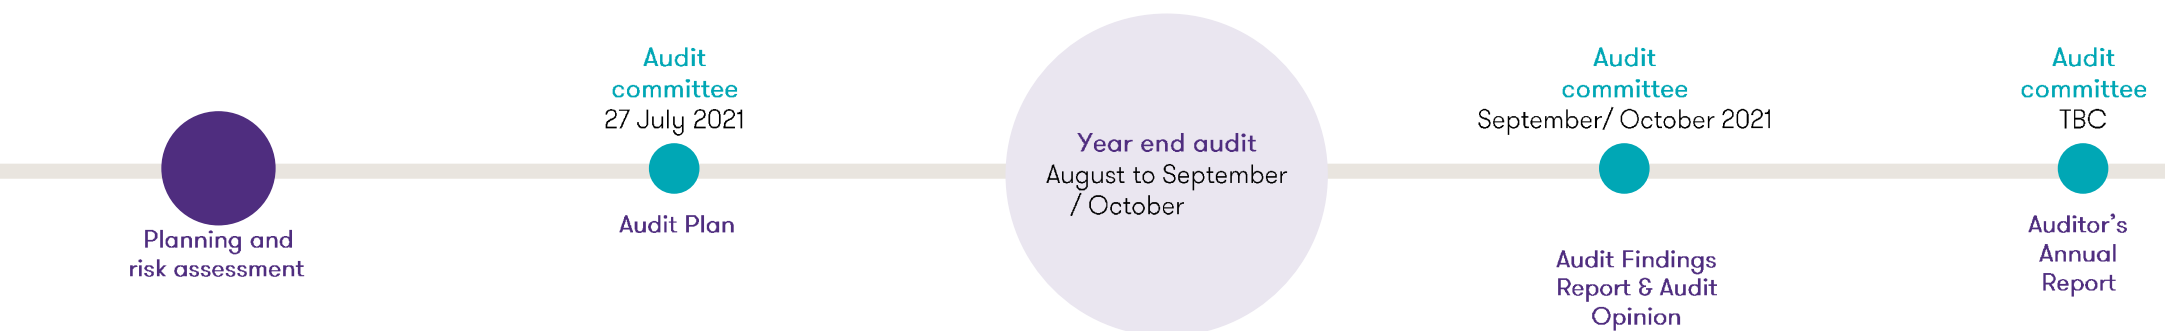 Planning and
risk assessment
Audit
committee
27 July 2021
Audit Plan
Year end audit
August to September
/ October
Audit
committee
September/ October 2021
Audit Findings
Report & Audit
Opinion
Audit
committee
TBC
Auditor's
Annual
Report